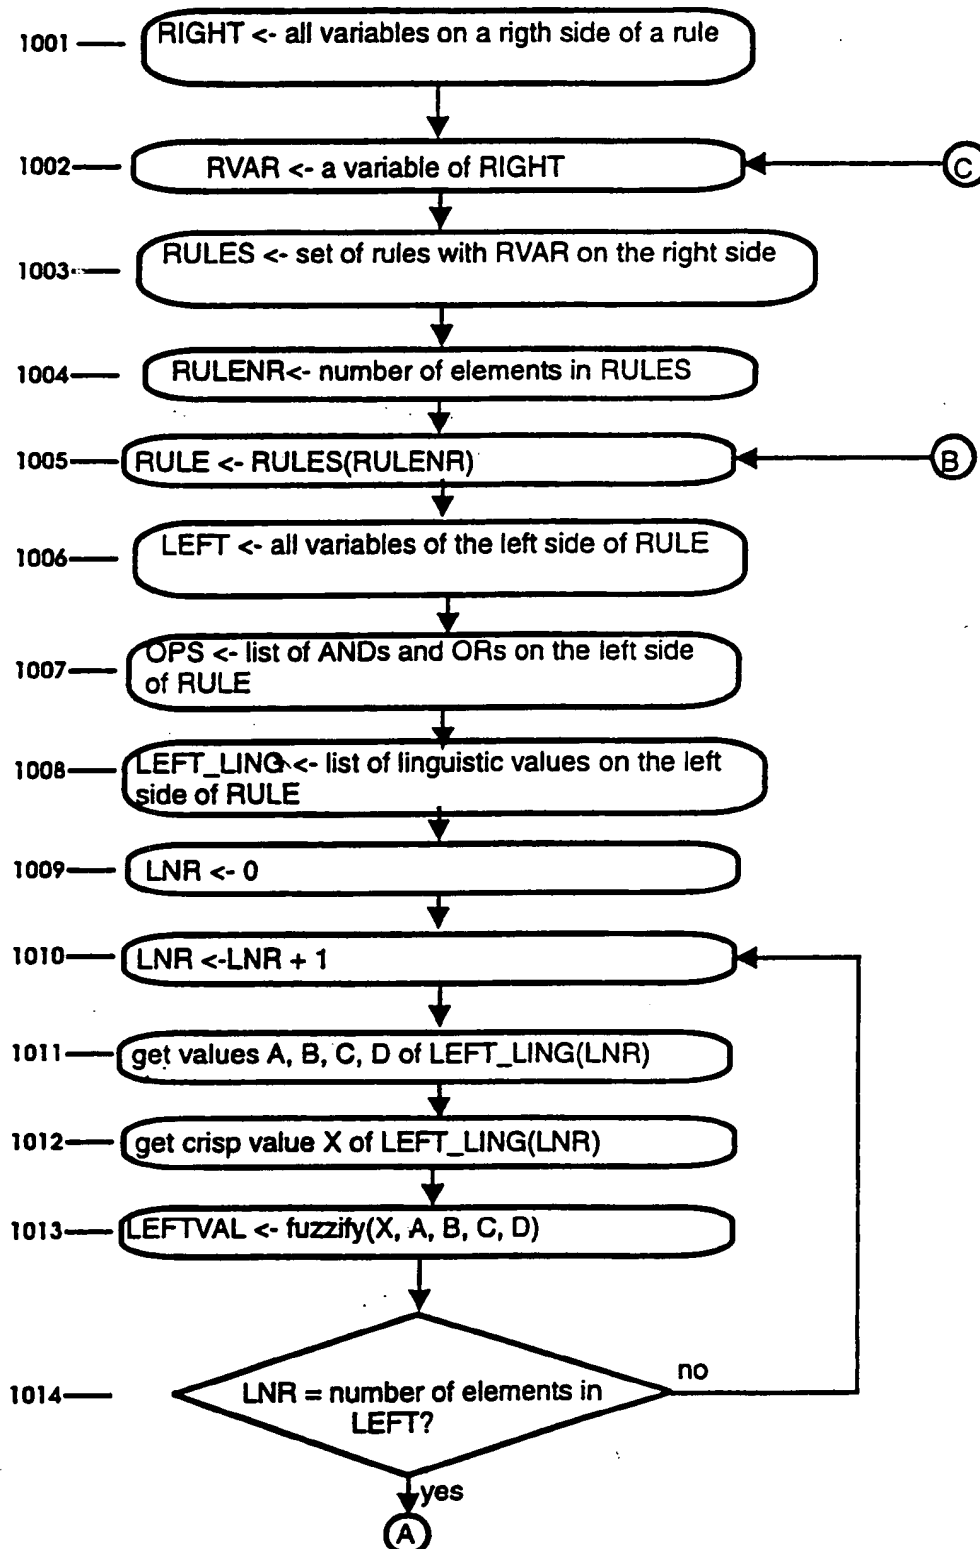 1001 RIGHT <- all variables on a rigth side of a rule
1002 RVAR <- a variable of RIGHT
C
1003 RULES <- set of rules with RVAR on the right side
1004 RULENR<- number of elements in RULES
1005 RULE <- RULES(RULENR)
B
1006 LEFT <- all variables of the left side of RULE
1007 OPS <- list of ANDs and ORs on the left side
of RULE
1008 LEFT_LING <- list of linguistic values on the left
side of RULE
1009 LNR <- 0
1010 LNR <-LNR + 1
1011 get values A, B, C, D of LEFT_LING(LNR)
1012 get crisp value X of LEFT_LING(LNR)
1013 LEFTVAL <- fuzzify(X, A, B, C, D)
no
1014 LNR = number of elements in
LEFT?
yes
A